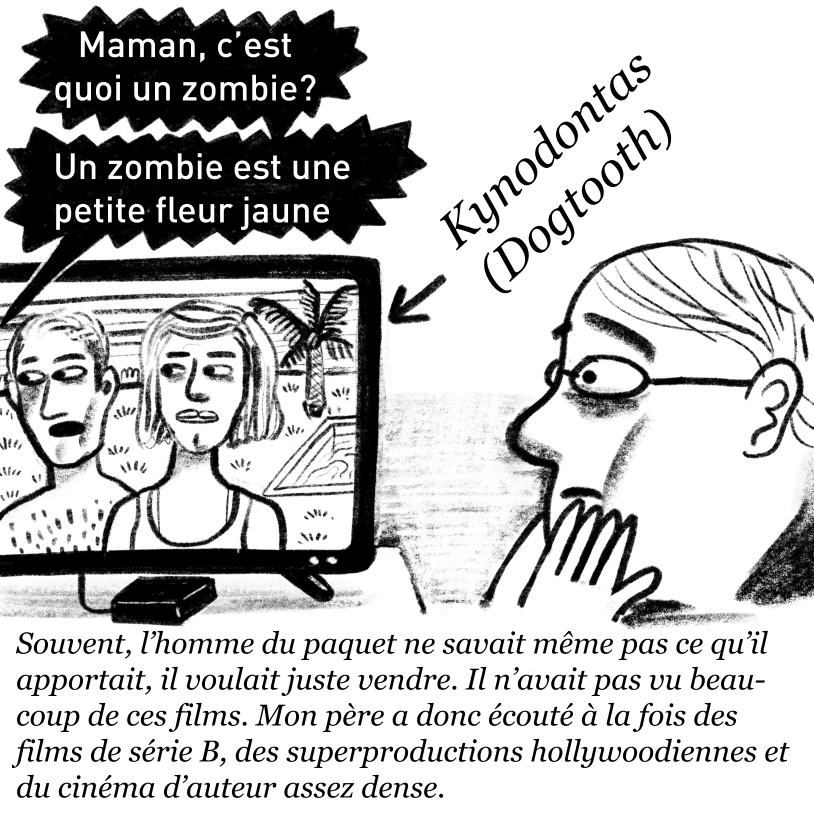 Maman, c’est
quoi un zombie?
Un zombie est une
petite fleur jaune
Kynodontas
(Dogtooth)
Souvent, l’homme du paquet ne savait même pas ce qu’il
apportait, il voulait juste vendre. Il n’avait pas vu beau-
coup de ces films. Mon père a donc écouté à la fois des
films de série B, des superproductions hollywoodiennes et
du cinéma d’auteur assez dense.